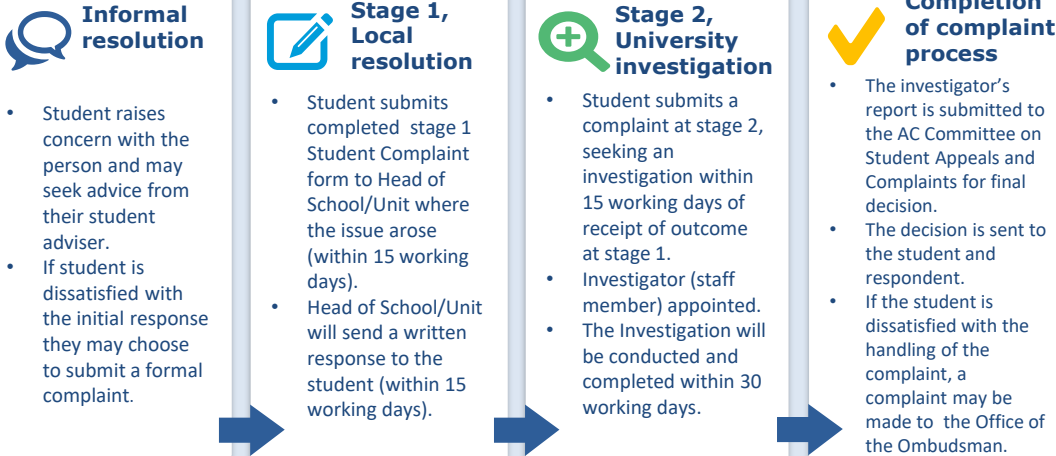 Informal
resolution
• Student raises
concern with the
person and may
seek advice from
their student
adviser.
• If student is
dissatisfied with
the initial response
they may choose
to submit a formal
complaint.
Stage 1,
Local
resolution
• Student submits
completed stage 1
Student Complaint
form to Head of
School/Unit where
the issue arose
(within 15 working
days).
• Head of School/Unit
will send a written
response to the
student (within 15
working days).
Stage 2,
University
investigation
• Student submits a
complaint at stage 2,
seeking an
investigation within
15 working days of
receipt of outcome
at stage 1.
• Investigator (staff
member) appointed.
• The Investigation will
be conducted and
completed within 30
working days.
Completion
of complaint
process
• The investigator’s
report is submitted to
the AC Committee on
Student Appeals and
Complaints for final
decision.
• The decision is sent to
the student and
respondent.
• If the student is
dissatisfied with the
handling of the
complaint, a
complaint may be
made to the Office of
the Ombudsman.